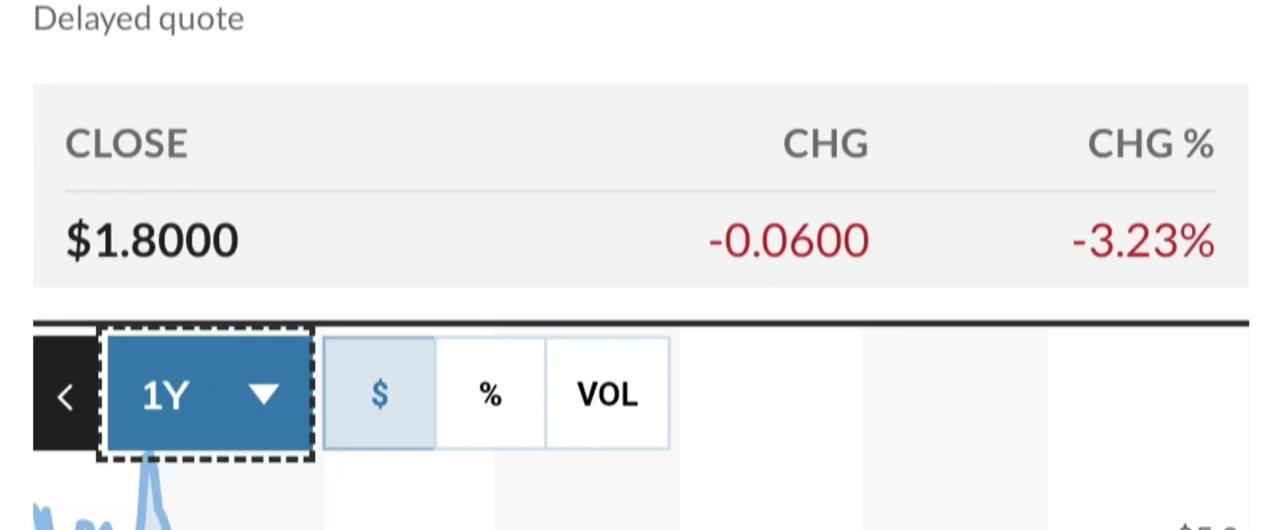 Delayed quote
CLOSE CHG CHG %
$1.8000 -0.0600 -3.23%
1Y $ % VOL